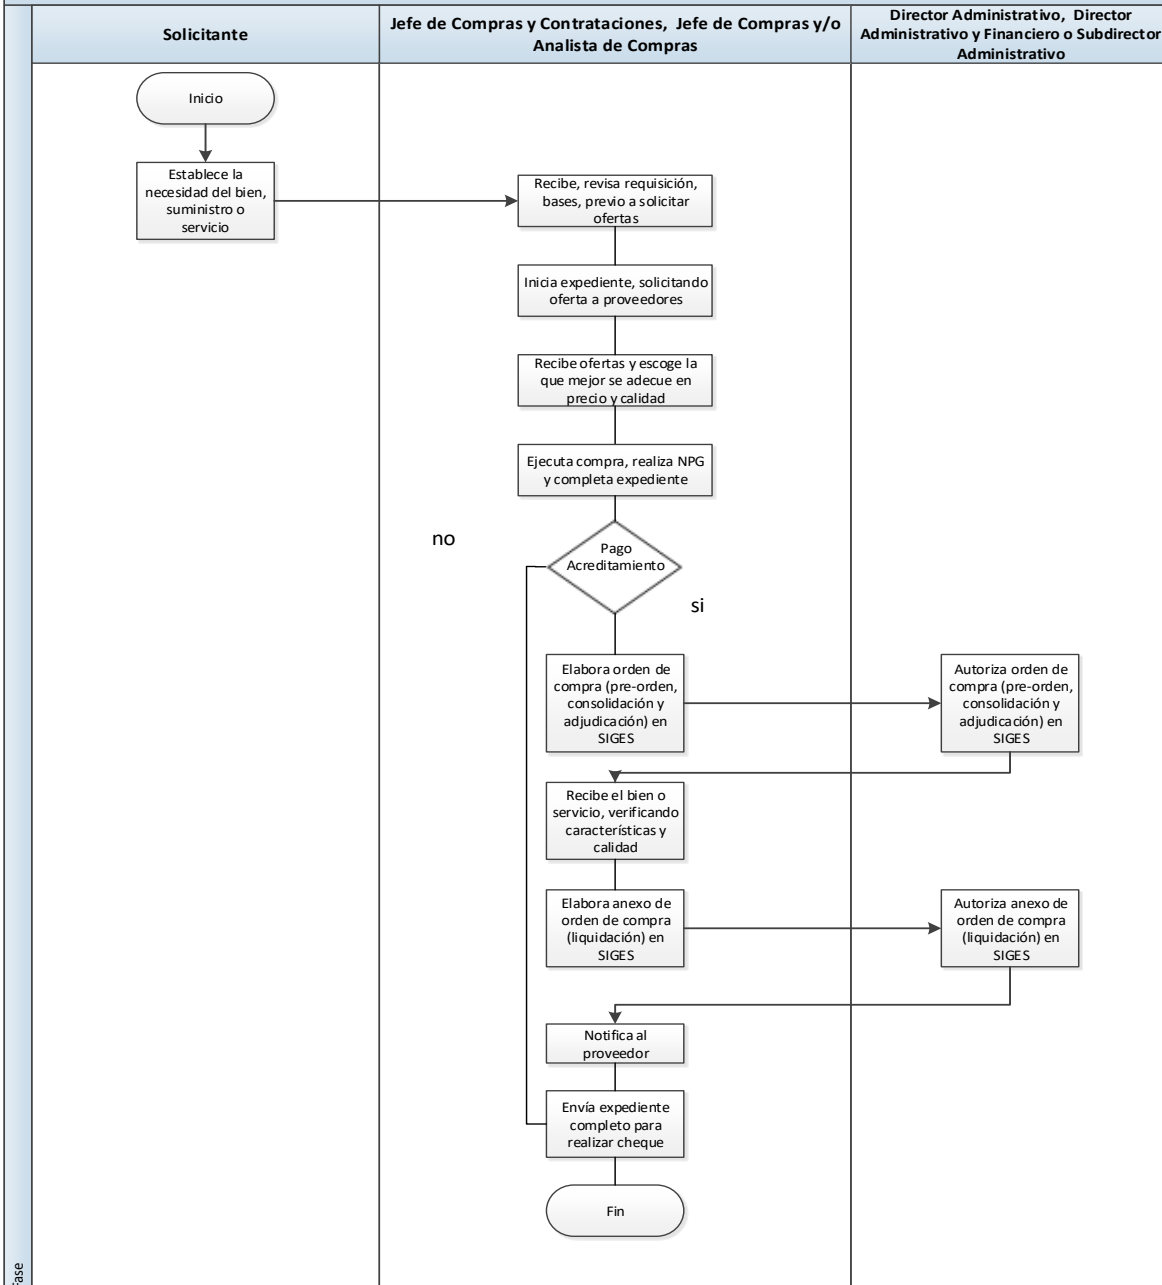 Solicitante
Jefe de Compras y Contrataciones, Jefe de Compras y/o
Analista de Compras
Director Administrativo, Director
Administrativo y Financiero o Subdirector
Administrativo
Inicio
Establece la
necesidad del bien,
suministro o
servicio
Recibe, revisa requisición,
bases, previo a solicitar
ofertas
Inicia expediente, solicitando
oferta a proveedores
Recibe ofertas y escoge la
que mejor se adecue en
precio y calidad
Ejecuta compra, realiza NPG
y completa expediente
no
Pago
Acreditamiento
si
Elabora orden de
compra (pre-orden,
consolidación y
adjudicación) en
SIGES
Autoriza orden de
compra (pre-orden,
consolidación y
adjudicación) en
SIGES
Recibe el bien o
servicio, verificando
características y
calidad
Elabora anexo de
orden de compra
(liquidación) en
SIGES
Autoriza anexo de
orden de compra
(liquidación) en
SIGES
Notifica al
proveedor
Envía expediente
completo para
realizar cheque
Fin
Fase